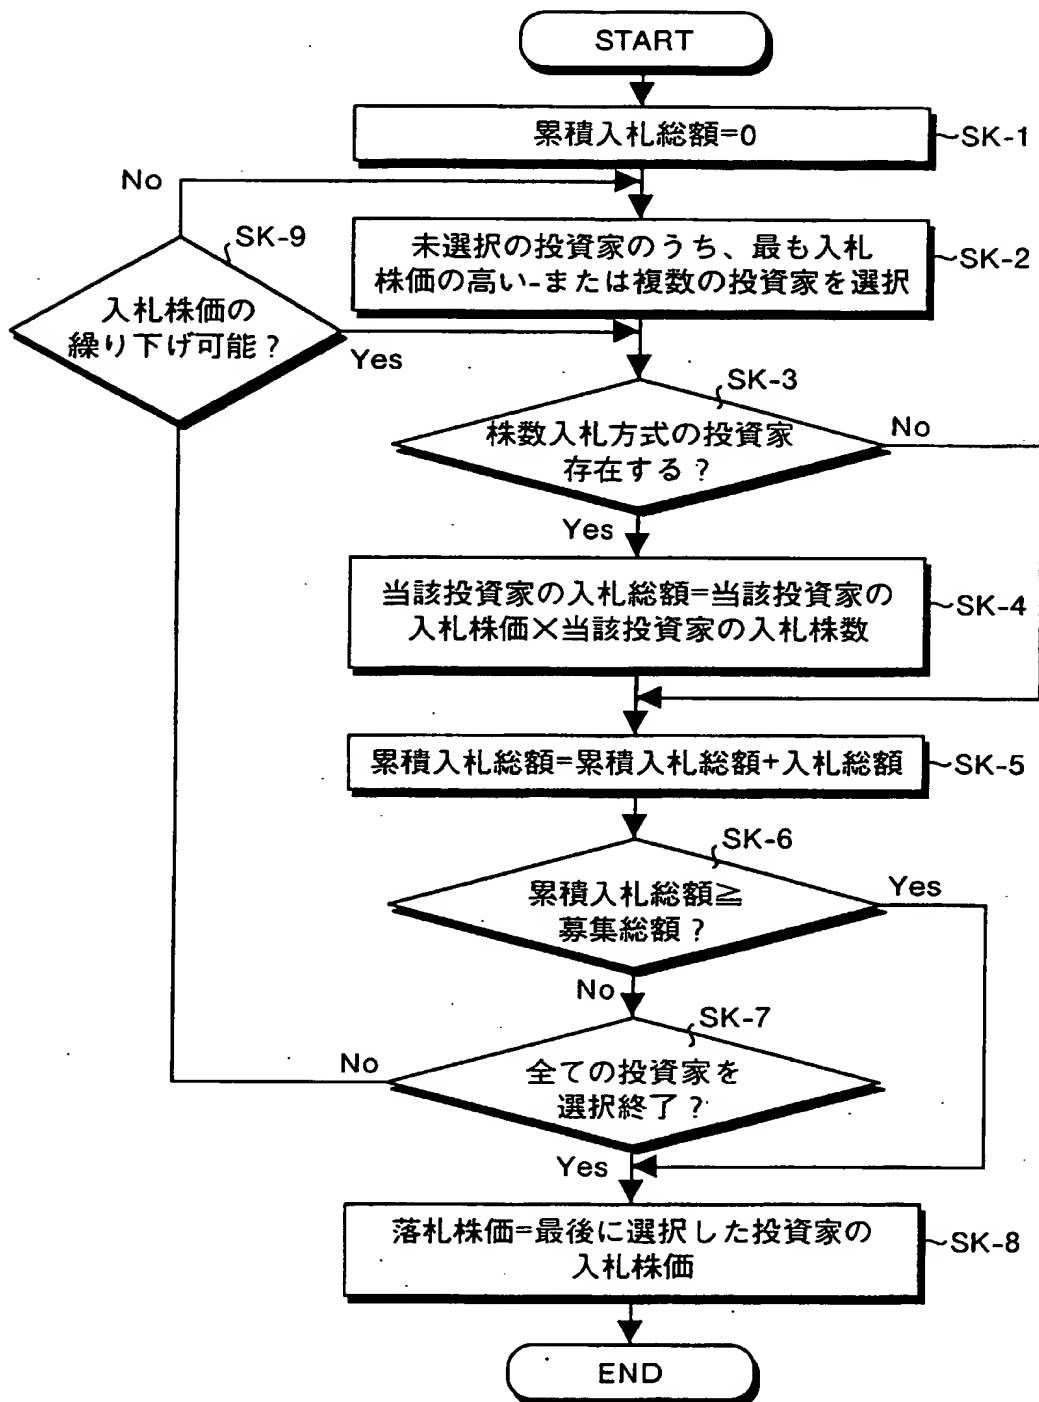 START
累積入札総額=0
SK-1
No
SK-9
未選択の投資家のうち、最も入札
株価の高い-または複数の投資家を選択
SK-2
入札株価の
繰り下げ可能?
Yes
SK-3
株数入札方式の投資家
存在する?
No
Yes
当該投資家の入札総額=当該投資家の
入札株価×当該投資家の入札株数
SK-4
累積入札総額=累積入札総額+入札総額
SK-5
SK-6
累積入札総額≧
募集総額?
Yes
No
SK-7
全ての投資家を
選択終了?
No
Yes
落札株価=最後に選択した投資家の
入札株価
SK-8
END